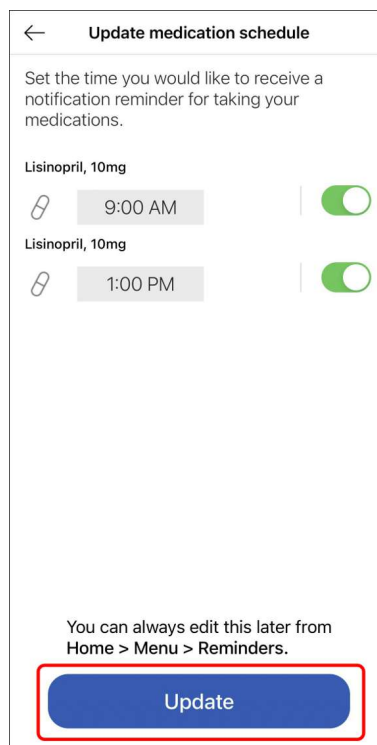 Update medication schedule
Set the time you would like to receive a
notification reminder for taking your
medications.
Lisinopril, 10mg
9:00 AM
Lisinopril, 10mg
1:00 PM
You can always edit this later from
Home > Menu > Reminders.
Update